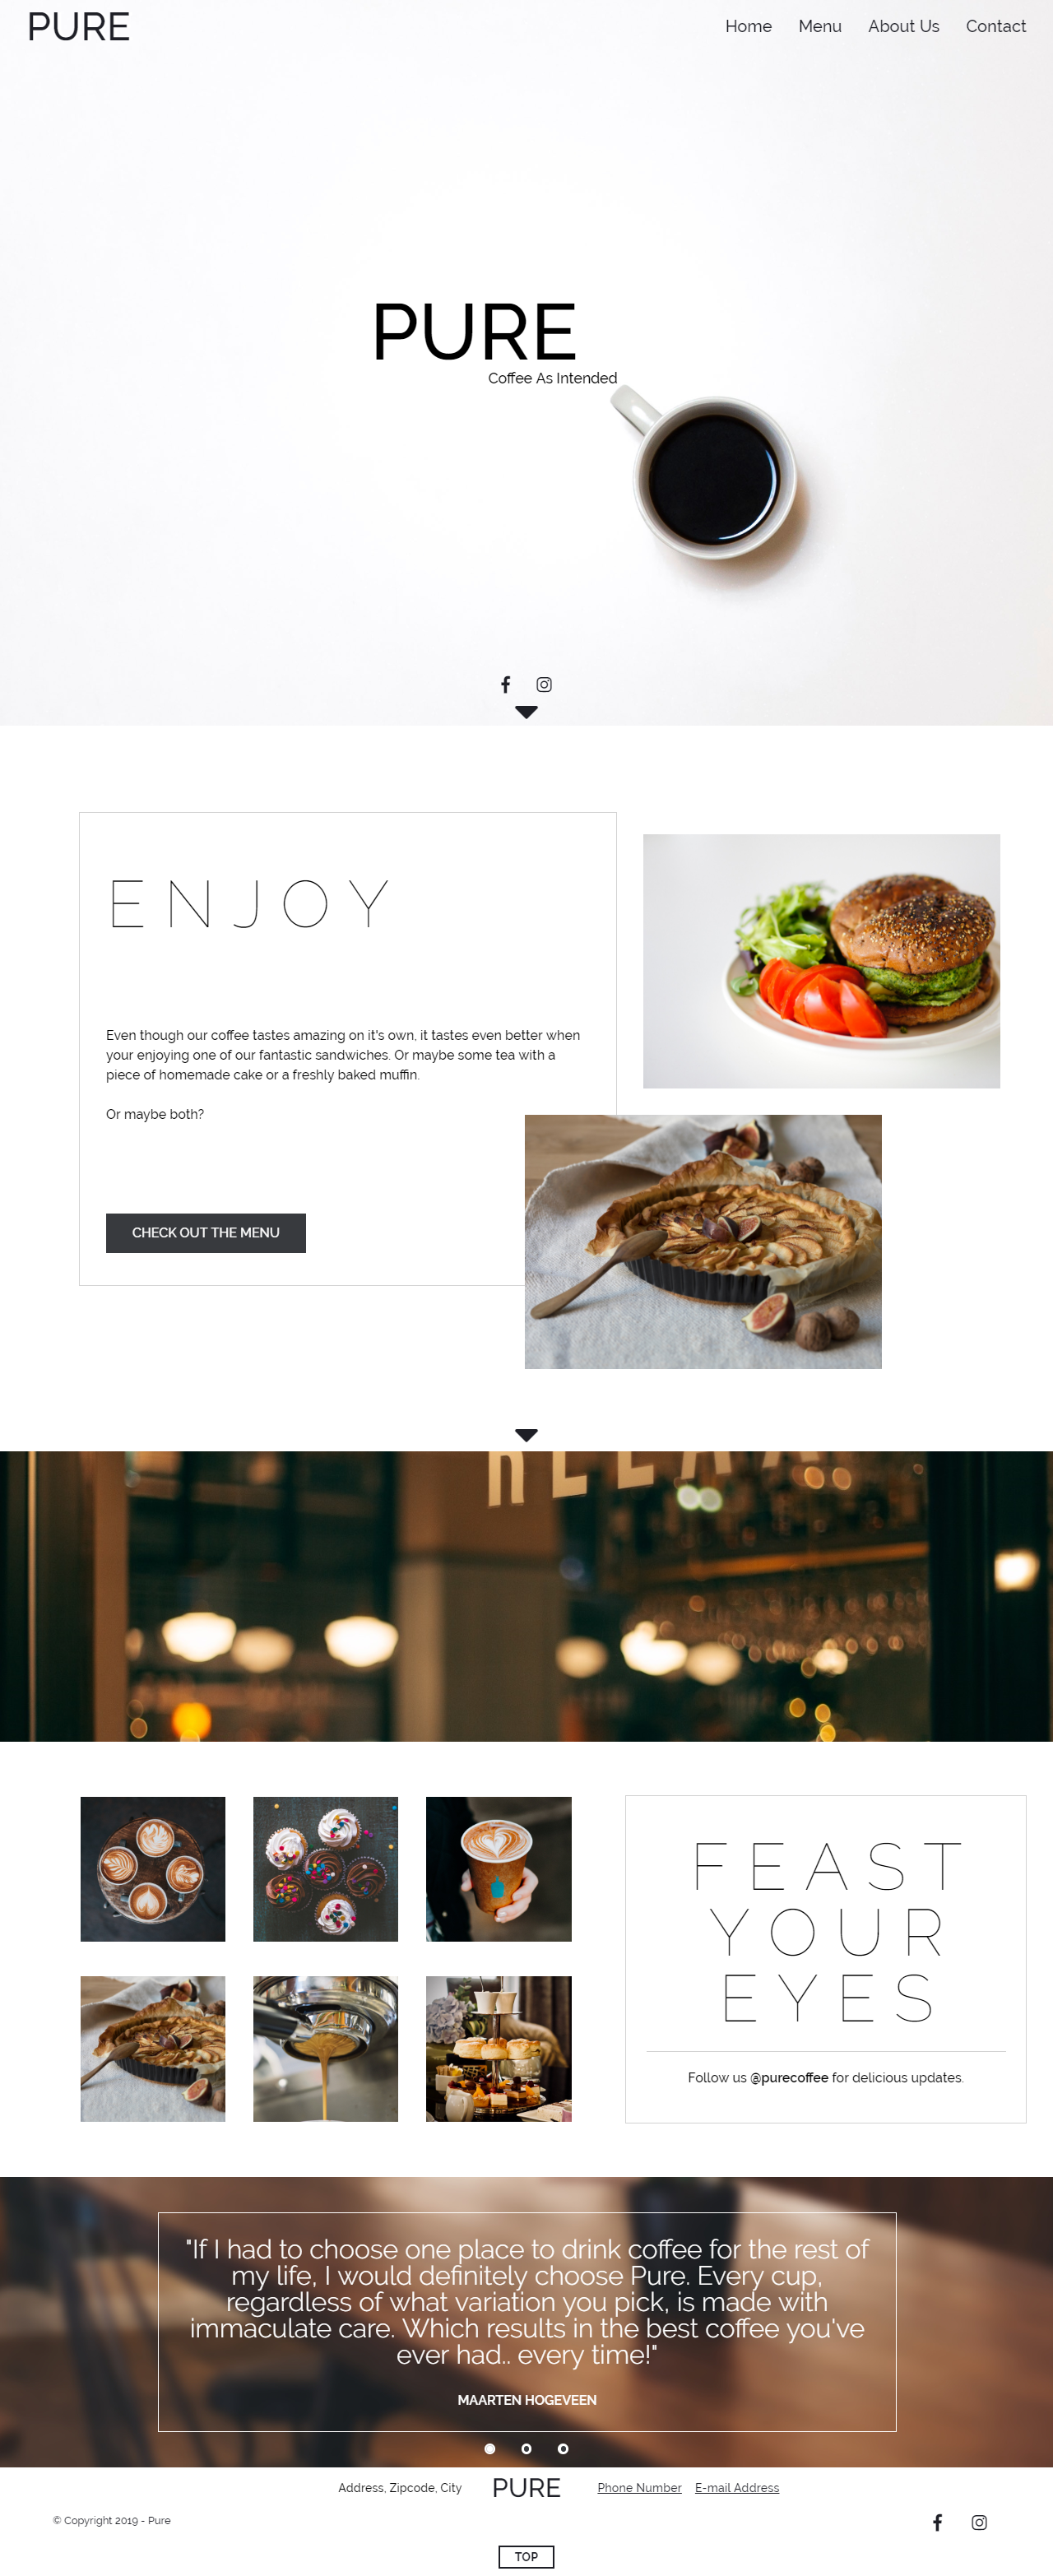 PURE
Home Menu About Us Contact
PURE
Coffee As Intended
ENJOY
Even though our coffee tastes amazing on it's own, it tastes even better when
your enjoying one of our fantastic sandwiches. Or maybe some tea with a
piece of homemade cake or a freshly baked muffin.
Or maybe both?
CHECK OUT THE MENU
FEAST
YOUR
EYES
Follow us @purecoffee for delicious updates.
"If I had to choose one place to drink coffee for the rest of
my life, I would definitely choose Pure. Every cup,
regardless of what variation you pick, is made with
immaculate care. Which results in the best coffee you've
ever had.. every time!"
MAARTEN HOGEVEEN
Address, Zipcode, City
PURE
Phone Number E-mail Address
© Copyright 2019 - Pure
TOP